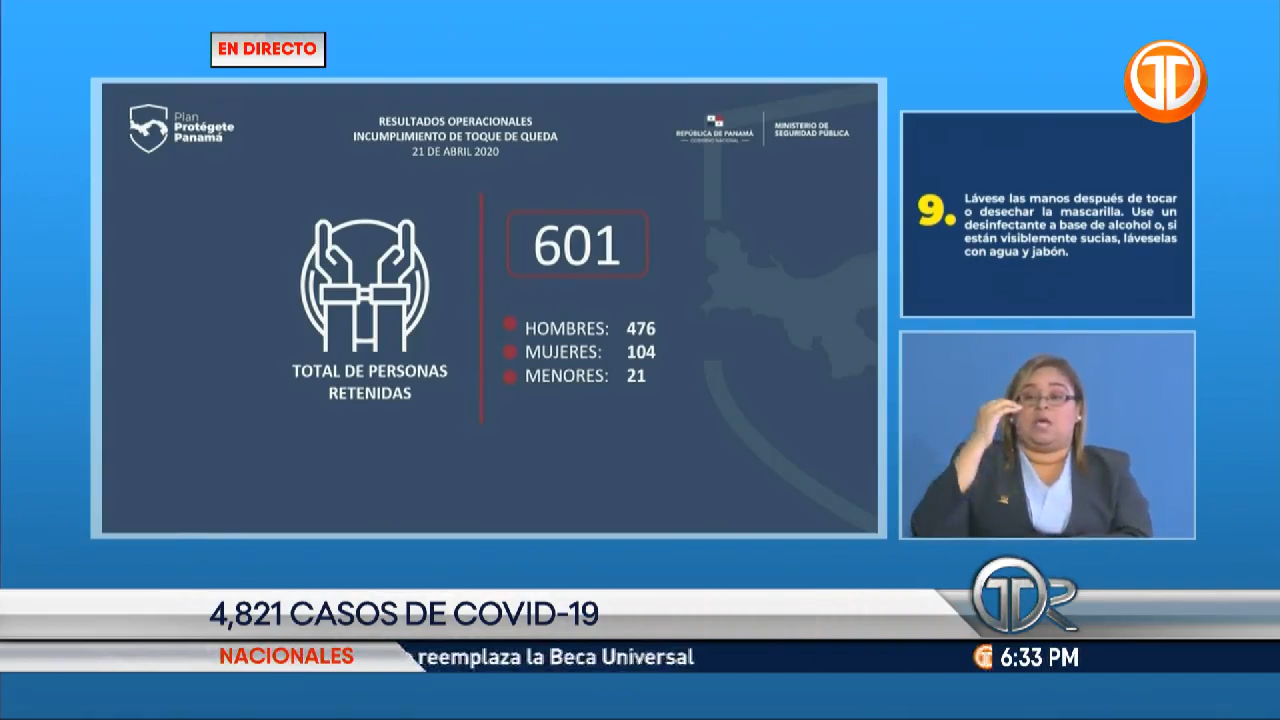 EN DIRECTO
Plan
Protégete
Panamá
RESULTADOS OPERACIONALES
INCUMPLIMIENTO DE TOQUE DE QUEDA
21 DE ABRIL 2020
REPÚBLICA DE PANAMÁ
— GOBIERNO NACIONAL —
MINISTERIO DE
SEGURIDAD PÚBLICA
TOTAL DE PERSONAS
RETENIDAS
601
HOMBRES: 476
MUJERES: 104
MENORES: 21
9. Lávese las manos después de tocar
o desechar la mascarilla. Use un
desinfectante a base de alcohol o, si
están visiblemente sucias, láveselas
con agua y jabón.
4,821 CASOS DE COVID-19
NACIONALES
reemplaza la Beca Universal
6:33 PM